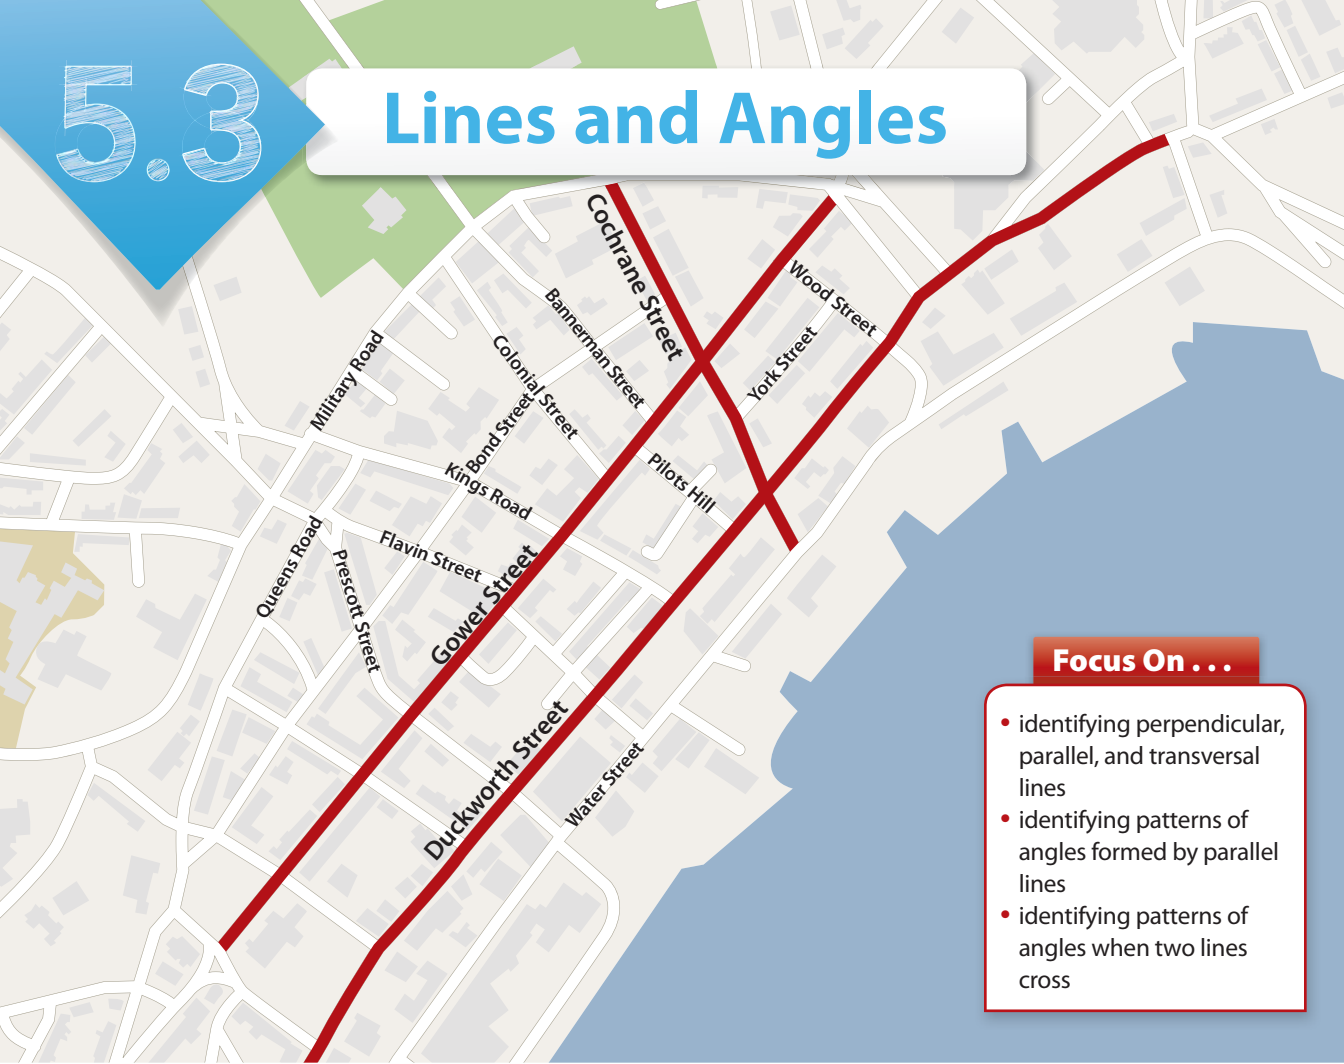 5.3
Lines and Angles
Cochrane Street
Wood Street
Bannerman Street
York Street
Military Road
Colonial Street
Bond Street
Kings Road
Pilots Hill
Queens Road
Flavin Street
Prescott Street
Gower Street
Duckworth Street
Water Street
Focus On . . .
• identifying perpendicular,
parallel, and transversal
lines
• identifying patterns of
angles formed by parallel
lines
• identifying patterns of
angles when two lines
cross